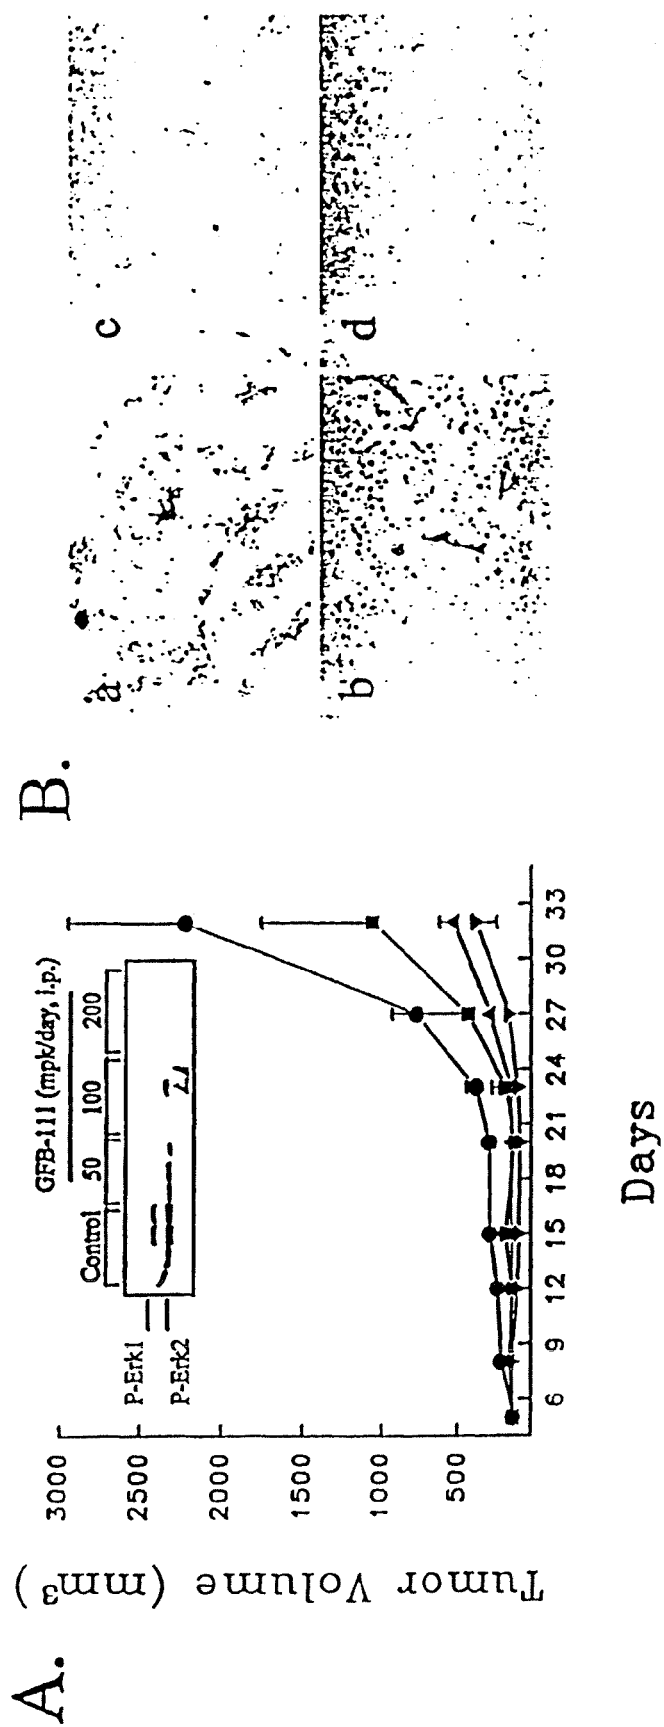 A.
Tumor Volume (mm³)
3000
2500
2000
1500
1000
500
6 9 12 15 18 21 24 27 30 33
Days
GFB-111 (mpk/day, i.p.)
Control 50 100 200
P-Erk1
P-Erk2
B.
a
b
c
d